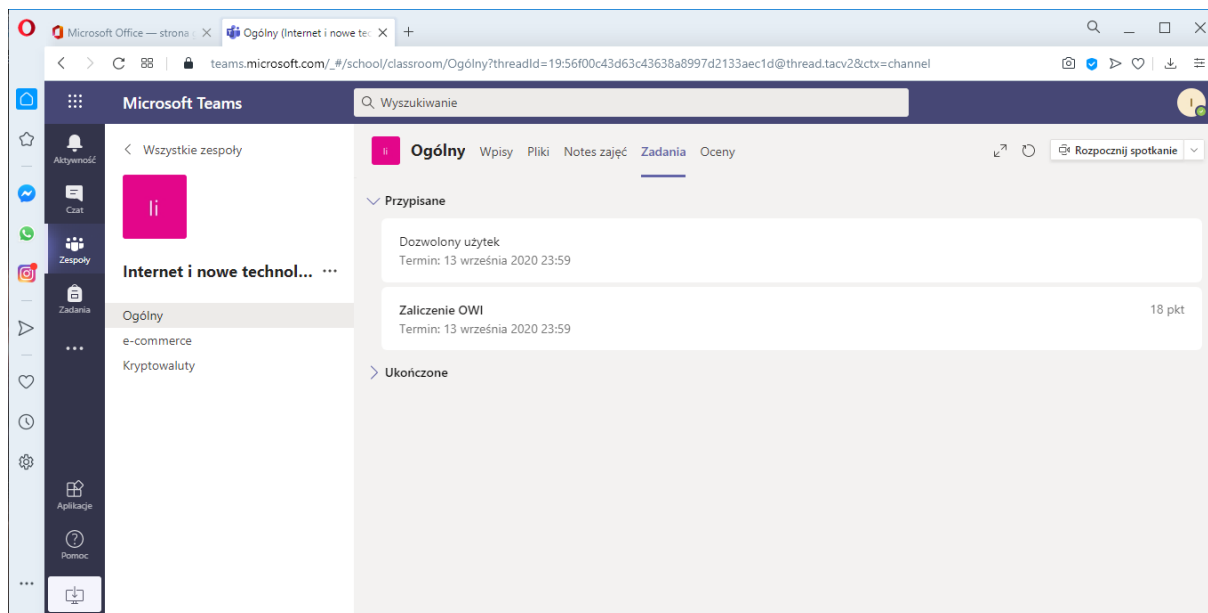 Microsoft Office — strona
Ogólny (Internet i nowe tec
teams.microsoft.com/_#/school/classroom/Ogólny?threadId=19:56f00c43d63c43638a8997d2133aec1d@thread.tacv2&ctx=channel
Microsoft Teams
Wyszukiwanie
I
Aktywność
Czat
Zespoły
Zadania
Aplikacje
Pomoc
Wszystkie zespoły
Ii
Internet i nowe technol...
Ogólny
e-commerce
Kryptowaluty
Ii Ogólny Wpisy Pliki Notes zajęć Zadania Oceny
Rozpocznij spotkanie
Przypisane
Dozwolony użytek
Termin: 13 września 2020 23:59
Zaliczenie OWI 18 pkt
Termin: 13 września 2020 23:59
Ukończone